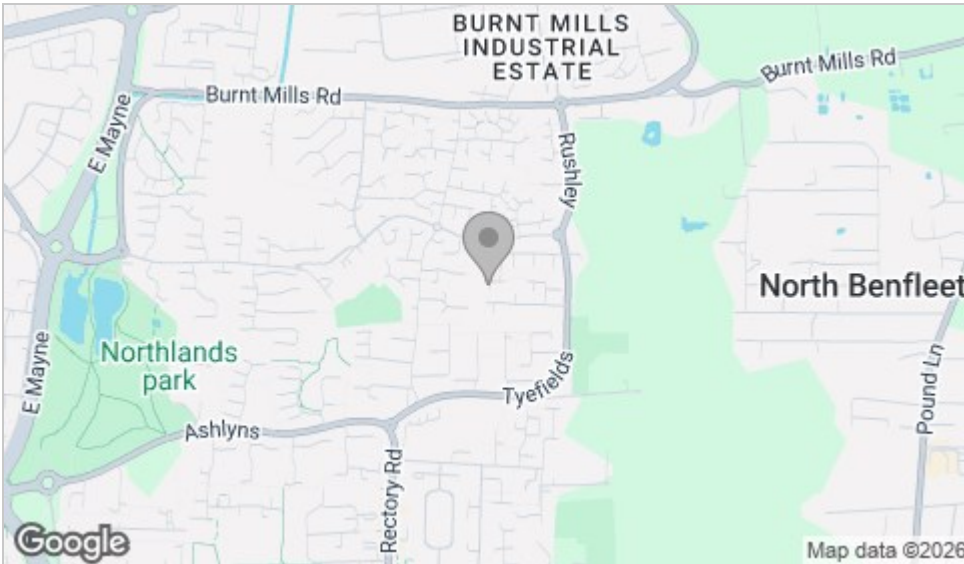 BURNT MILLS
INDUSTRIAL
ESTATE
Burnt Mills Rd
Burnt Mills Rd
E Mayne
Rushley
North Benfleet
Northlands
park
E Mayne
Tyefields
Pound Ln
Ashlyns
Rectory Rd
Google
Map data ©2026